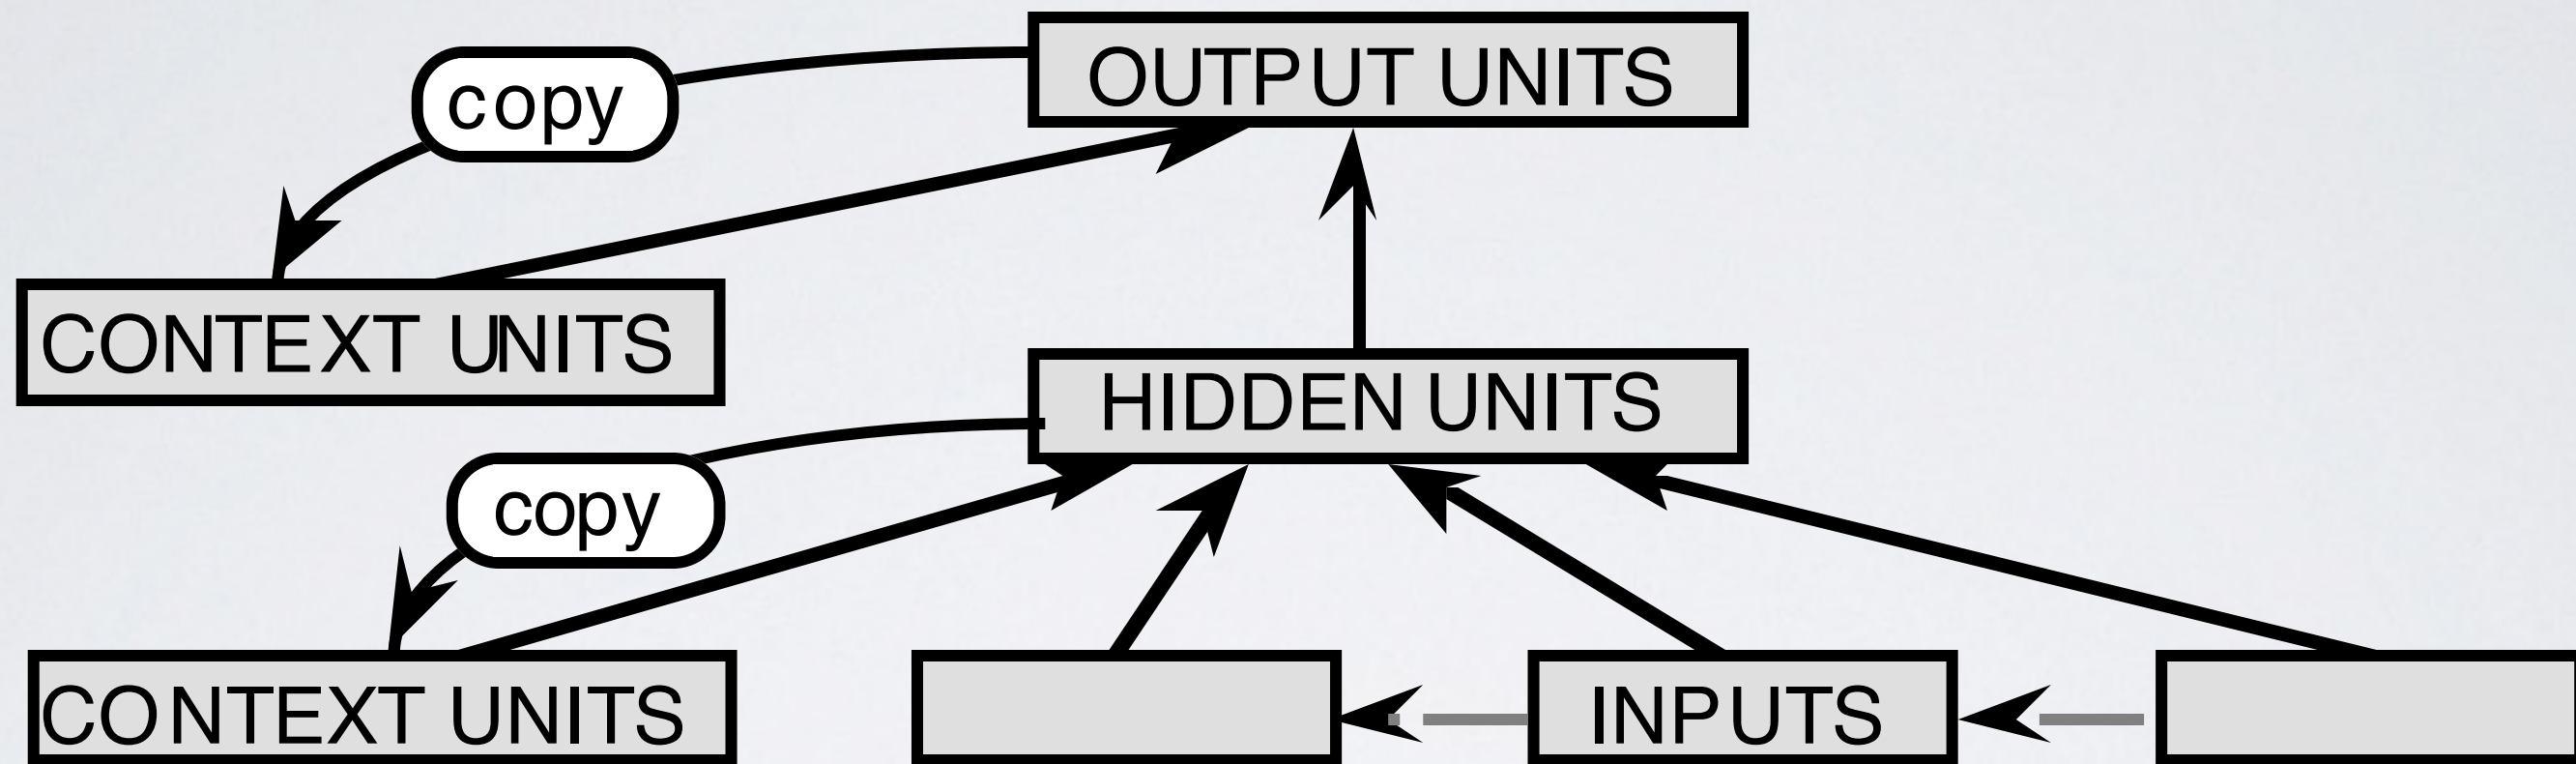 OUTPUT UNITS
copy
CONTEXT UNITS
HIDDEN UNITS
copy
CONTEXT UNITS
INPUTS